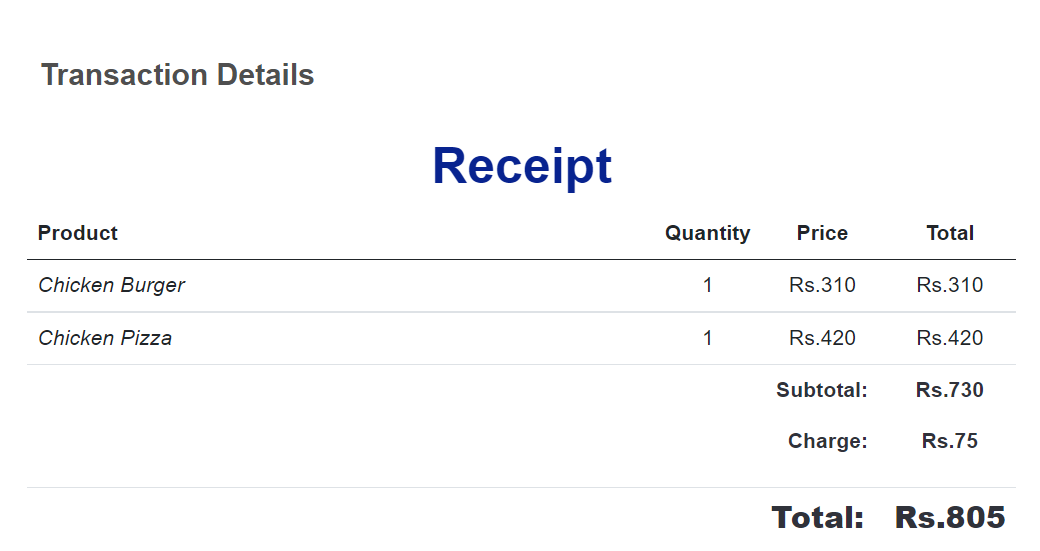 Transaction Details
Receipt
Product Quantity Price Total
Chicken Burger 1 Rs.310 Rs.310
Chicken Pizza 1 Rs.420 Rs.420
Subtotal: Rs.730
Charge: Rs.75
Total: Rs.805